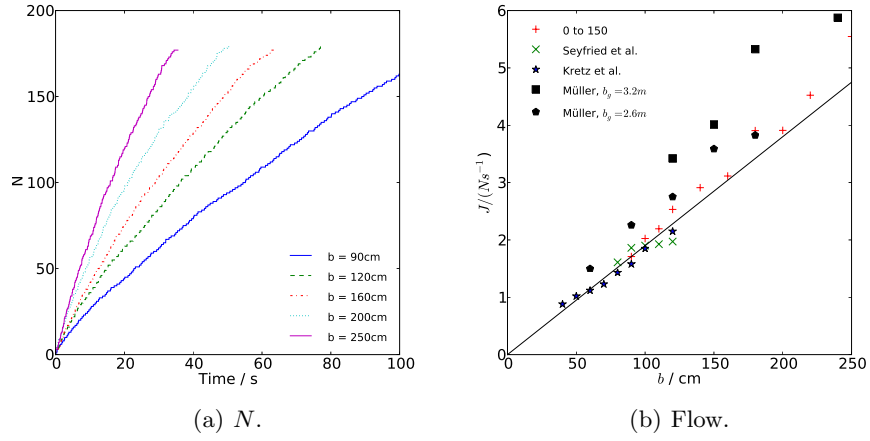 200
150
100
50
0
N
0
20
40
60
80
100
Time / s
b = 90cm
b = 120cm
b = 160cm
b = 200cm
b = 250cm
(a) N.
6
5
4
3
2
1
0
J/(Ns⁻¹)
0
50
100
150
200
250
b / cm
0 to 150
Seyfried et al.
Kretz et al.
Müller, b_g = 3.2m
Müller, b_g = 2.6m
(b) Flow.